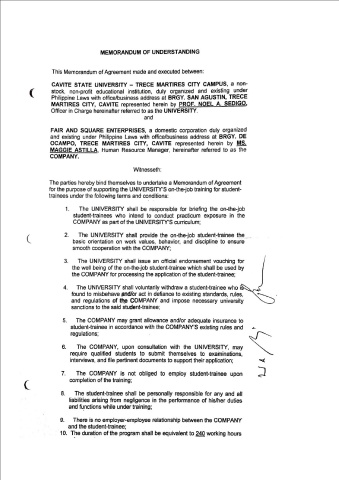 MEMORANDUM OF UNDERSTANDING
This Memorandum of Agreement made and executed between:
CAVITE STATE UNIVERSITY – TRECE MARTIRES CITY CAMPUS, a non-
stock, non-profit educational institution, duly organized and existing under
Philippine Laws with office/business address at BRGY. SAN AGUSTIN, TRECE
MARTIRES CITY, CAVITE represented herein by PROF. NOEL A. SEDIGO,
Officer in Charge hereinafter referred to as the UNIVERSITY.
and
FAIR AND SQUARE ENTERPRISES, a domestic corporation duly organized
and existing under Philippine Laws with office/business address at BRGY. DE
OCAMPO, TRECE MARTIRES CITY, CAVITE represented herein by MS.
MAGGIE ASTILLA, Human Resource Manager, hereinafter referred to as the
COMPANY.
Witnesseth:
The parties hereby bind themselves to undertake a Memorandum of Agreement
for the purpose of supporting the UNIVERSITY'S on-the-job training for student-
trainees under the following terms and conditions:
1. The UNIVERSITY shall be responsible for briefing the on-the-job
student-trainees who intend to conduct practicum exposure in the
COMPANY as part of the UNIVERSITY'S curriculum;
2. The UNIVERSITY shall provide the on-the-job student-trainee the
basic orientation on work values, behavior, and discipline to ensure
smooth cooperation with the COMPANY;
3. The UNIVERSITY shall issue an official endorsement vouching for
the well being of the on-the-job student-trainee which shall be used by
the COMPANY for processing the application of the student-trainee;
4. The UNIVERSITY shall voluntarily withdraw a student-trainee who is
found to misbehave and/or act in defiance to existing standards, rules,
and regulations of the COMPANY and impose necessary university
sanctions to the said student-trainee;
5. The COMPANY may grant allowance and/or adequate insurance to
student-trainee in accordance with the COMPANY'S existing rules and
regulations;
6. The COMPANY, upon consultation with the UNIVERSITY, may
require qualified students to submit themselves to examinations,
interviews, and file pertinent documents to support their application;
7. The COMPANY is not obliged to employ student-trainee upon
completion of the training;
8. The student-trainee shall be personally responsible for any and all
liabilities arising from negligence in the performance of his/her duties
and functions while under training;
9. There is no employer-employee relationship between the COMPANY
and the student-trainee;
10. The duration of the program shall be equivalent to 240 working hours